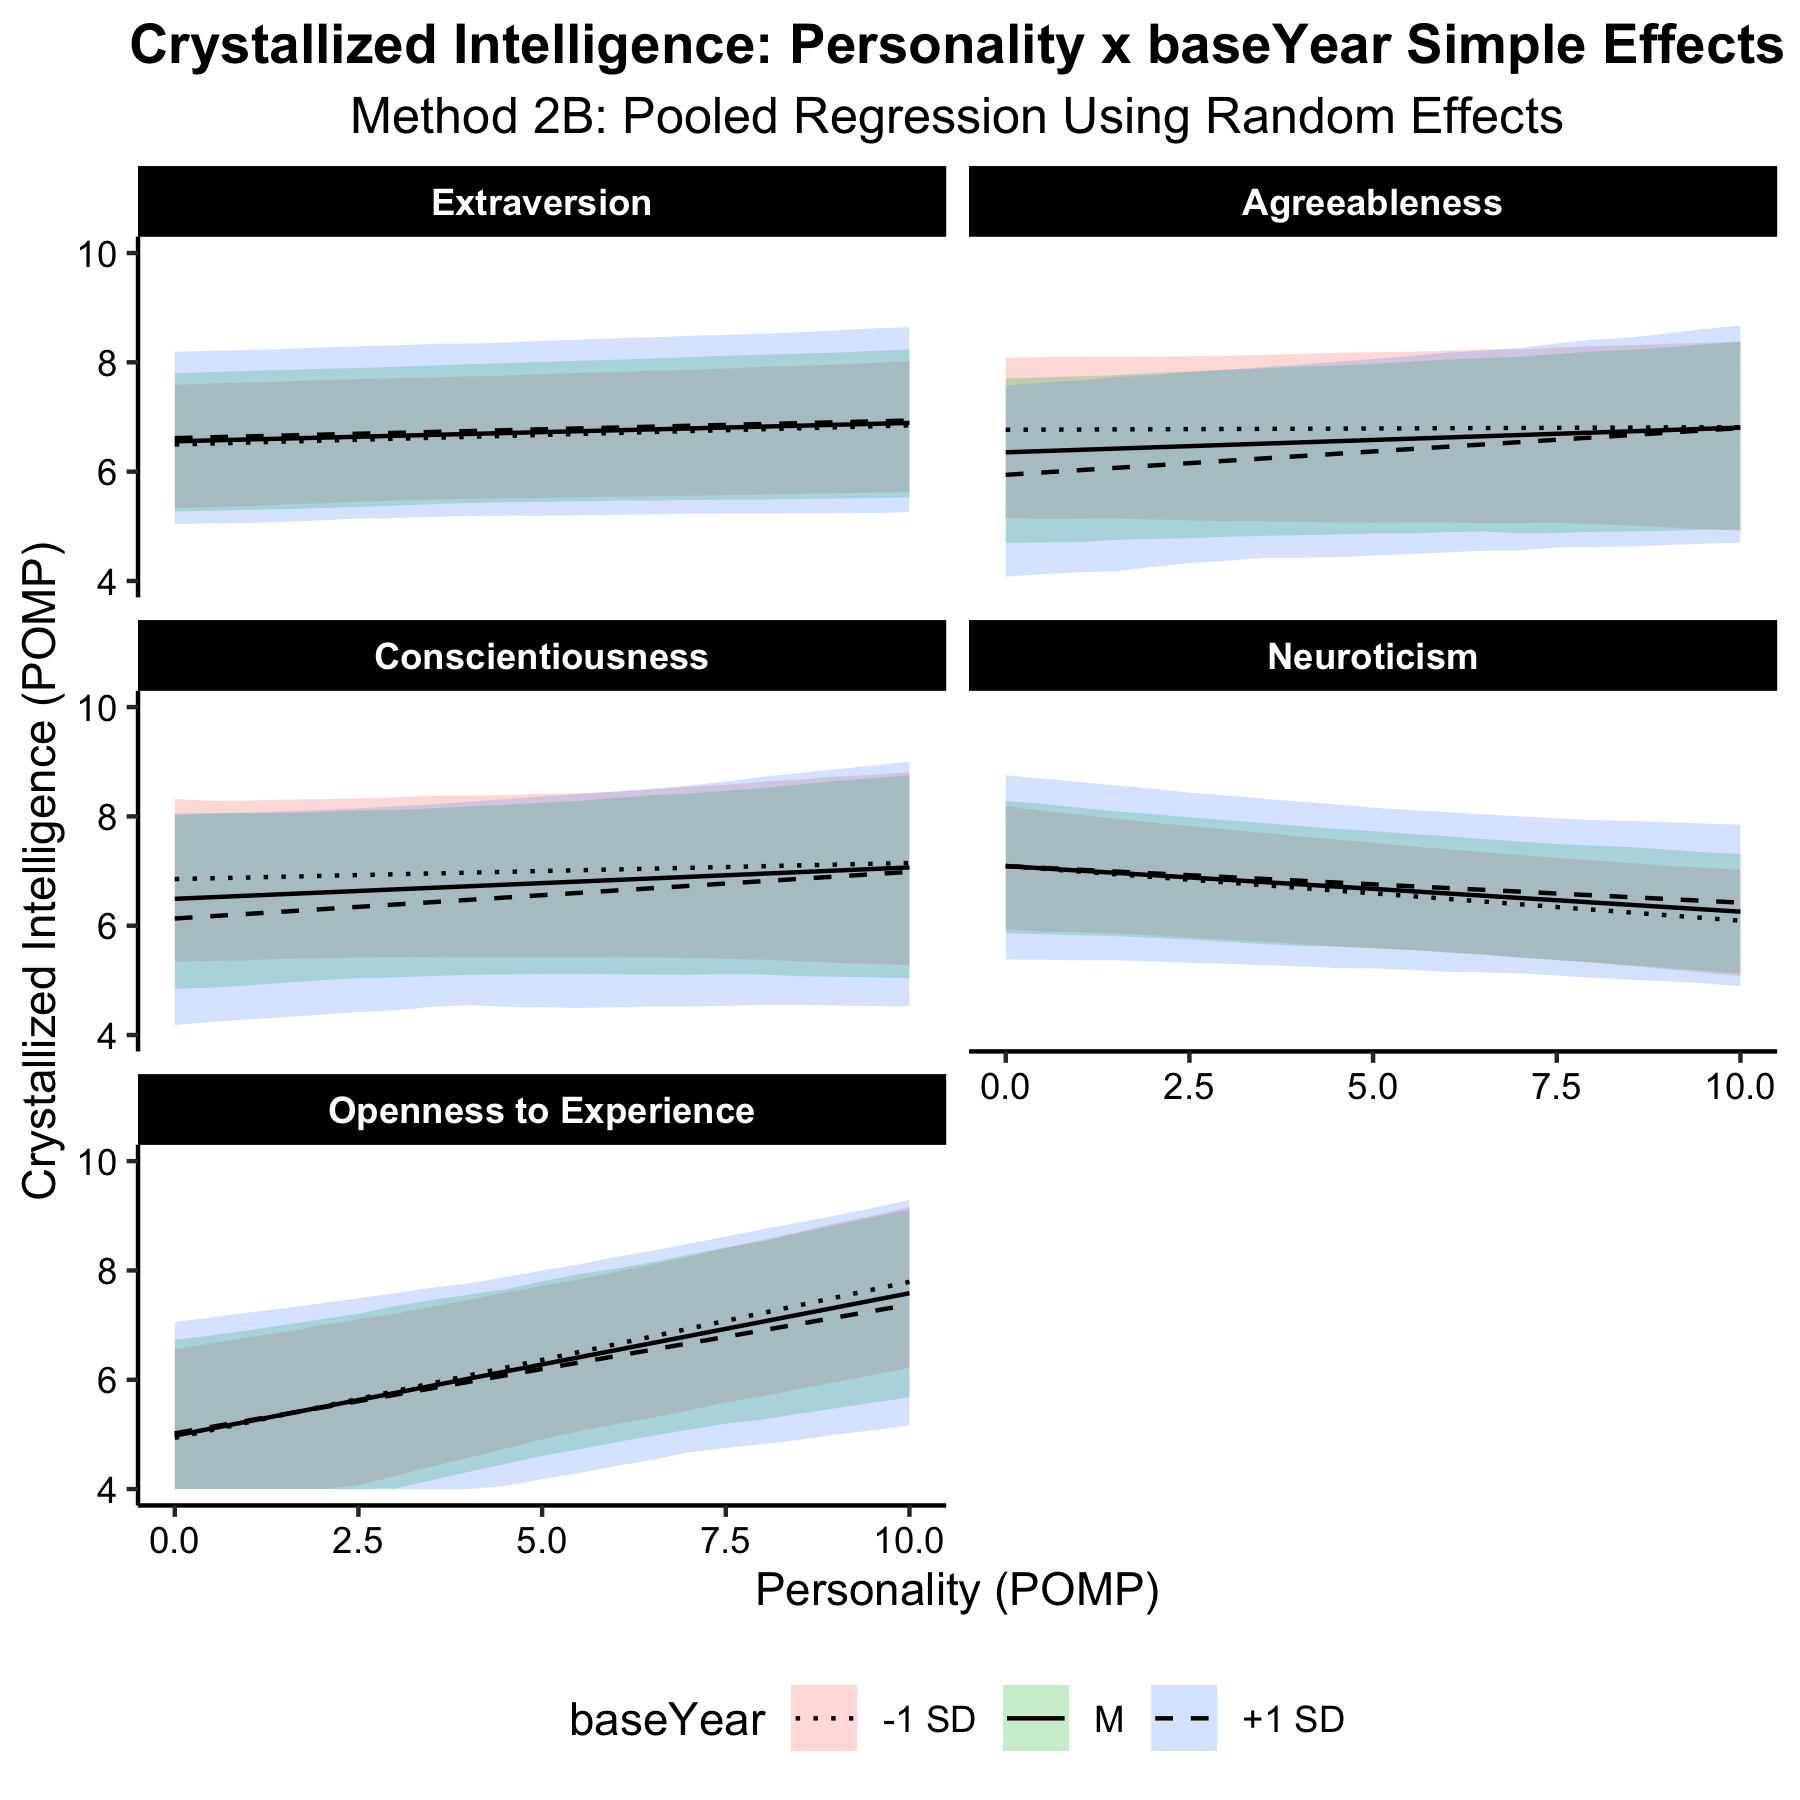 Crystallized Intelligence: Personality x baseYear Simple Effects
Method 2B: Pooled Regression Using Random Effects
Extraversion
Agreeableness
10
8
6
4
Conscientiousness
Neuroticism
10
8
6
4
0.0 2.5 5.0 7.5 10.0
Openness to Experience
10
8
6
4
0.0 2.5 5.0 7.5 10.0
Crystallized Intelligence (POMP)
Personality (POMP)
baseYear -1 SD M +1 SD